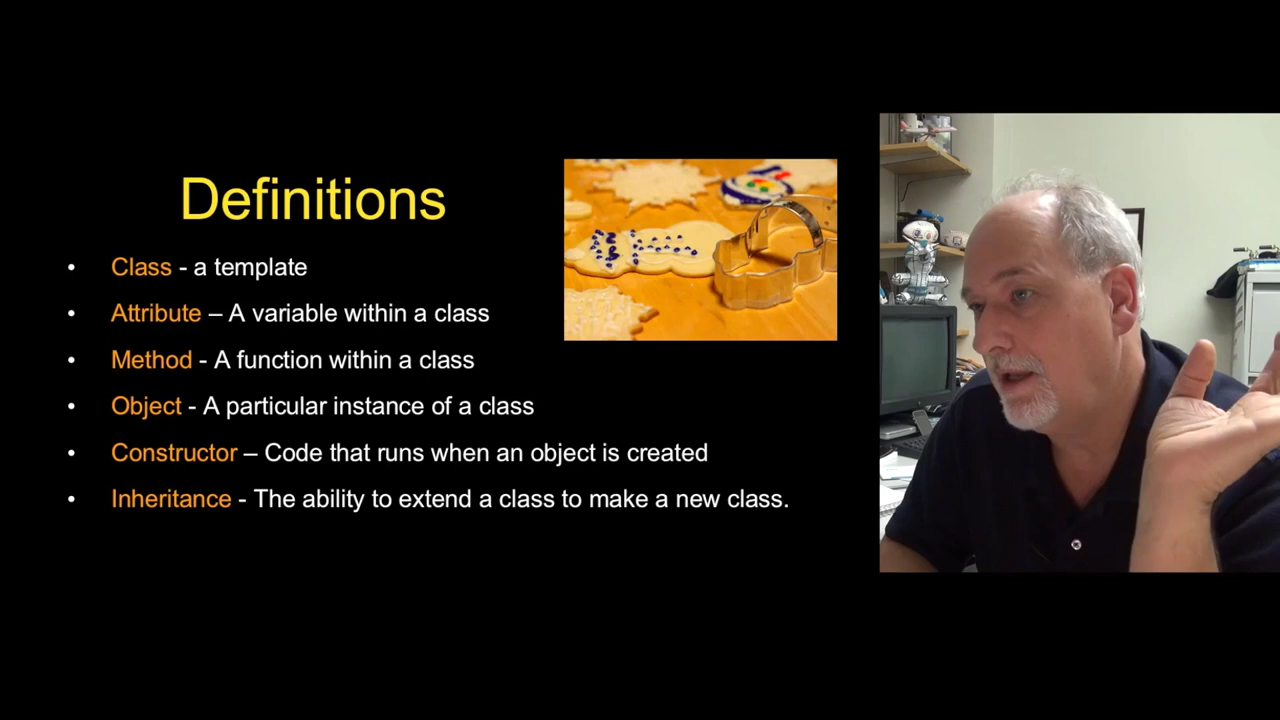 Definitions
• Class - a template
• Attribute – A variable within a class
• Method - A function within a class
• Object - A particular instance of a class
• Constructor – Code that runs when an object is created
• Inheritance - The ability to extend a class to make a new class.